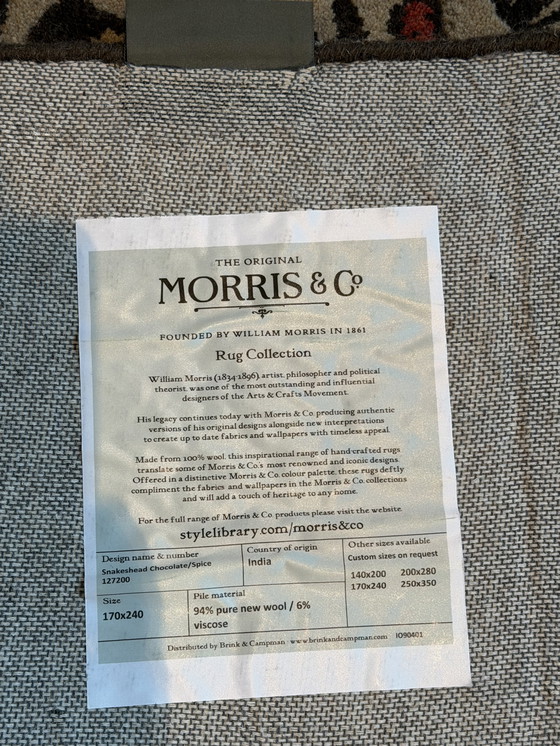 THE ORIGINAL
MORRIS & Co
FOUNDED BY WILLIAM MORRIS IN 1861
Rug Collection
William Morris (1834-1896), artist, philosopher and political
theorist, was one of the most outstanding and influential
designers of the Arts & Crafts Movement.
His legacy continues today with Morris & Co. producing authentic
versions of his original designs alongside new interpretations
to create up to date fabrics and wallpapers with timeless appeal.
Made from 100% wool, this inspirational range of hand-crafted rugs
translate some of Morris & Co.'s most renowned and iconic designs.
Offered in a distinctive Morris & Co. colour palette, these rugs deftly
compliment the fabrics and wallpapers in the Morris & Co. collections
and will add a touch of heritage to any home.
For the full range of Morris & Co. products please visit the website
stylelibrary.com/morris&co
Design name & number
Snakeshead Chocolate/Spice
127200
Country of origin
India
Other sizes available
Custom sizes on request
140x200 200x280
170x240 250x350
Size
170x240
Pile material
94% pure new wool / 6%
viscose
Distributed by Brink & Campman www.brinkandcampman.com IO90401